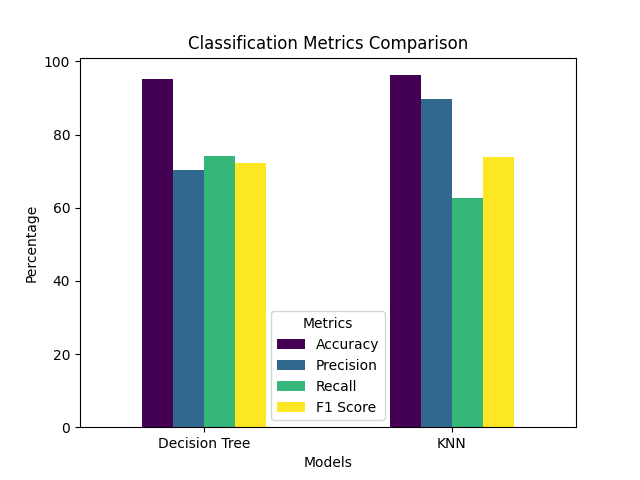 Classification Metrics Comparison
Percentage
100
80
60
40
20
0
Metrics
Accuracy
Precision
Recall
F1 Score
Decision Tree
KNN
Models